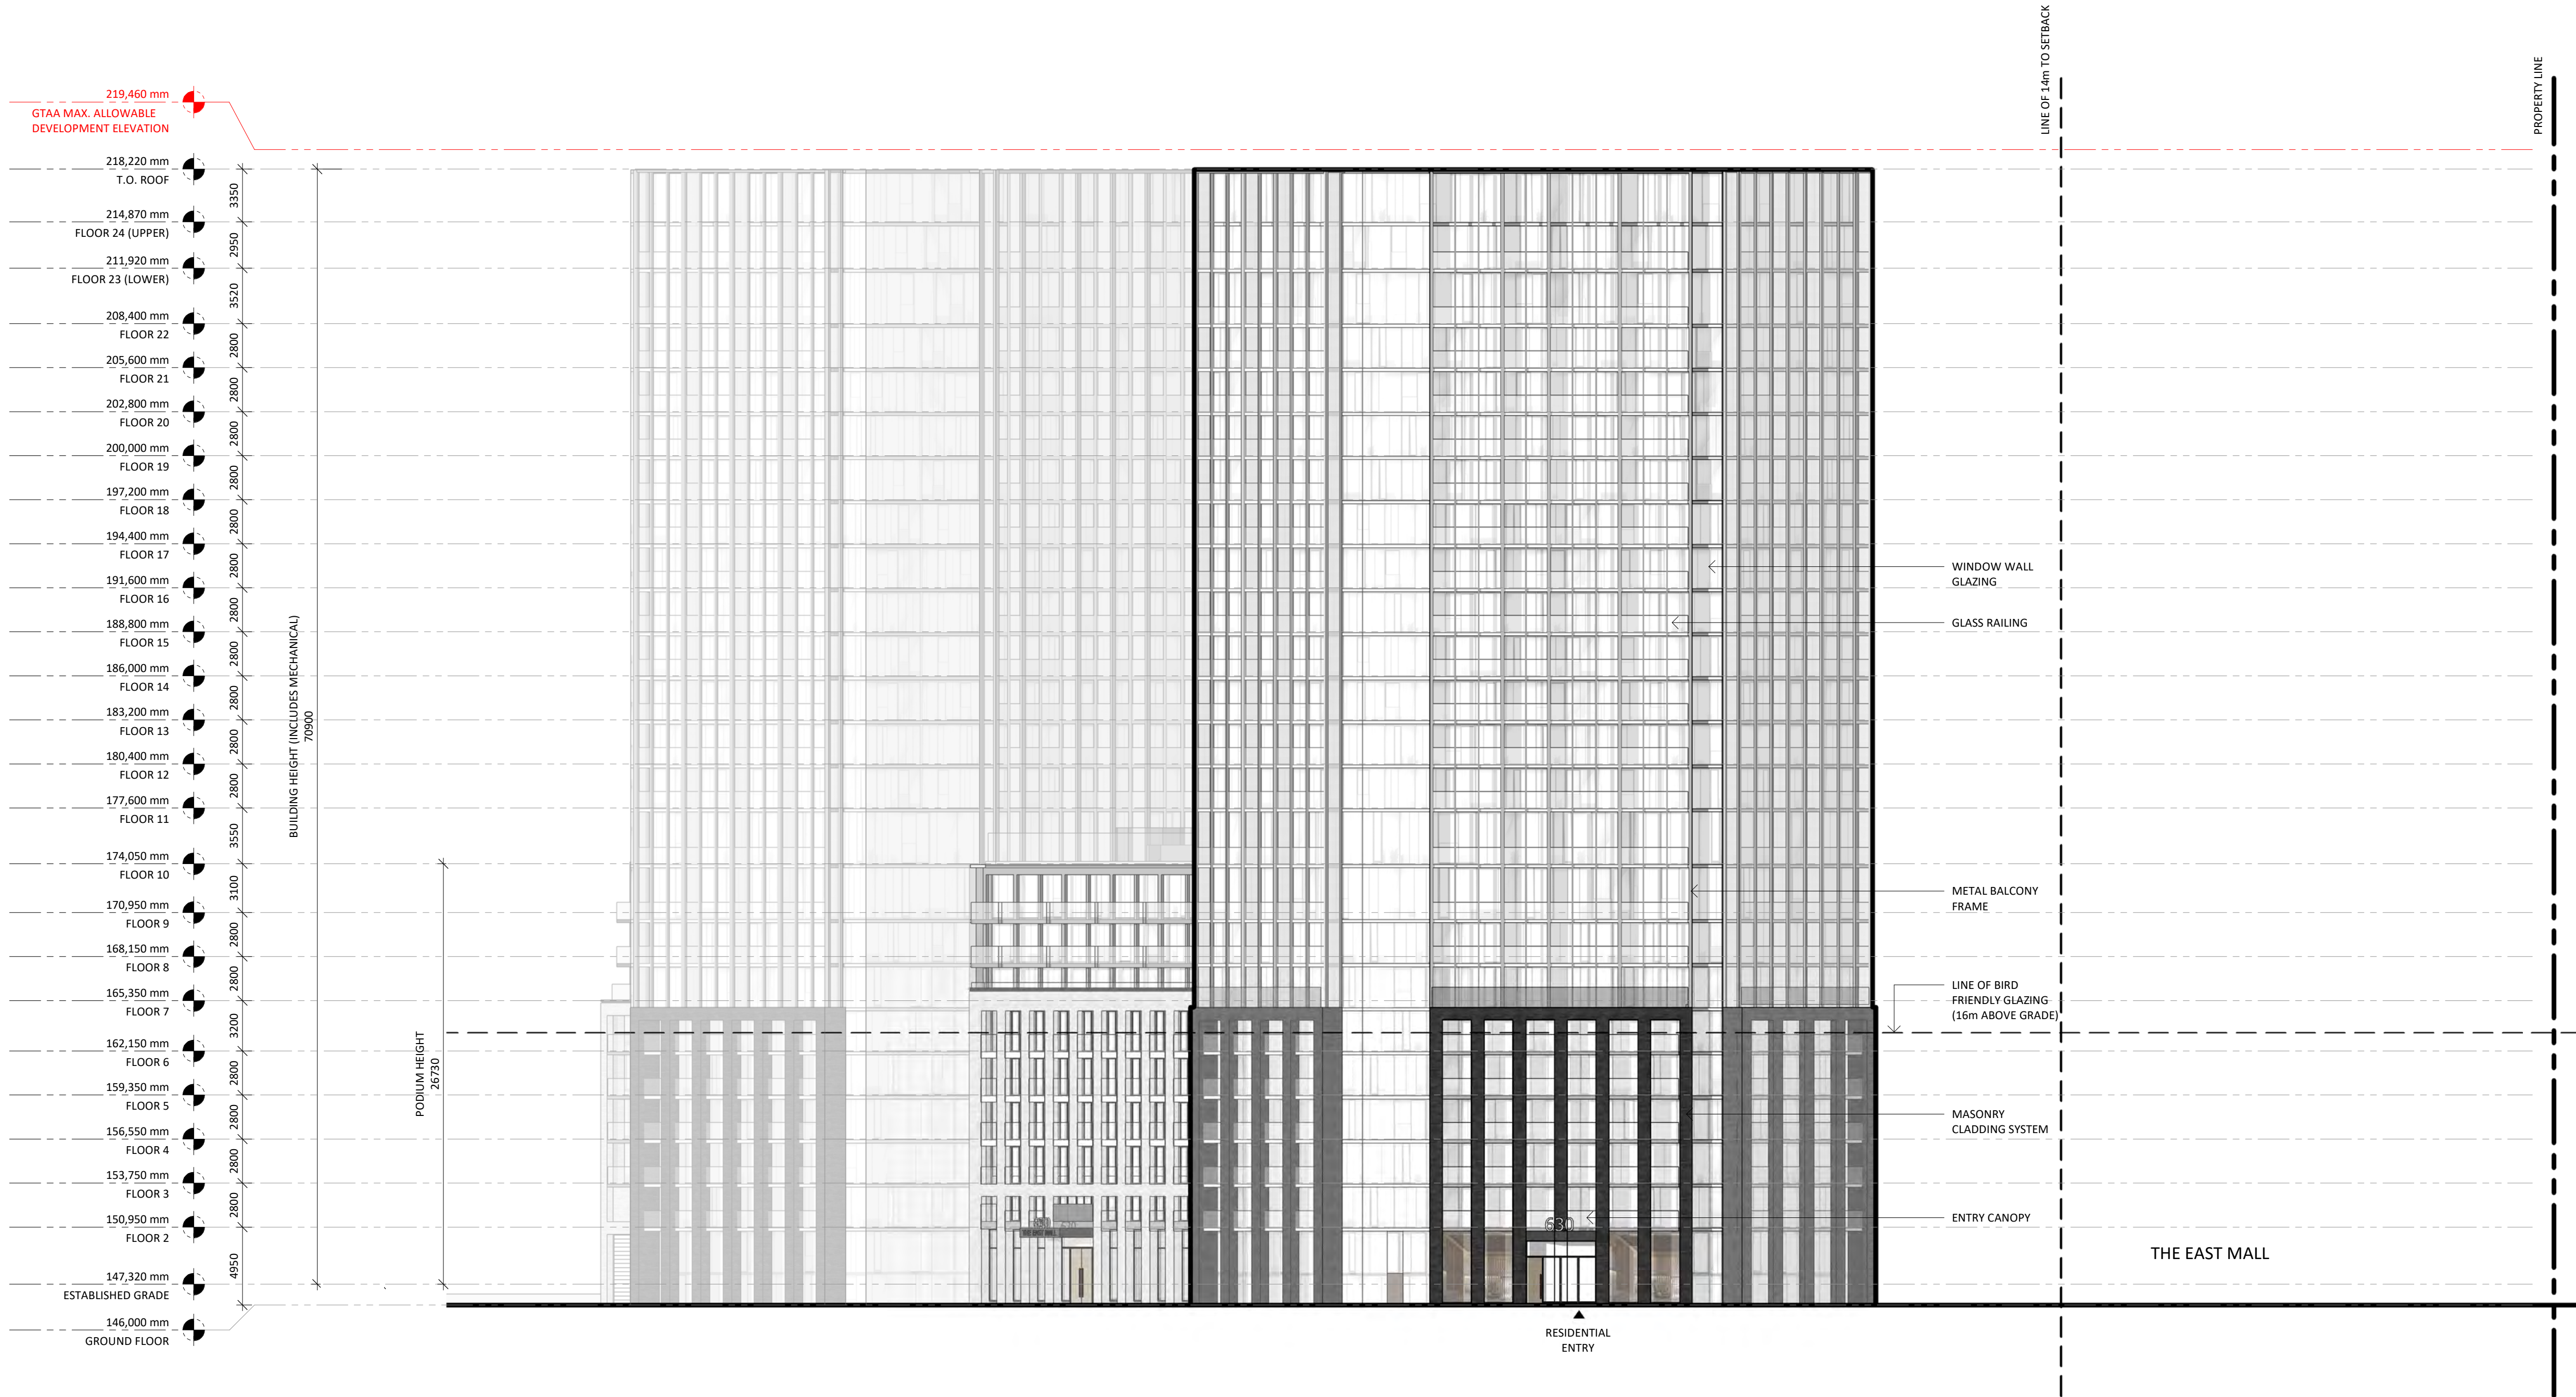 LINE OF 14m TO SETBACK
PROPERTY LINE
219,460 mm
GTAA MAX. ALLOWABLE
DEVELOPMENT ELEVATION
218,220 mm
T.O. ROOF
3350
214,870 mm
FLOOR 24 (UPPER)
2950
211,920 mm
FLOOR 23 (LOWER)
3520
208,400 mm
FLOOR 22
2800
205,600 mm
FLOOR 21
2800
202,800 mm
FLOOR 20
2800
200,000 mm
FLOOR 19
2800
197,200 mm
FLOOR 18
2800
194,400 mm
FLOOR 17
2800
191,600 mm
FLOOR 16
2800
188,800 mm
FLOOR 15
2800
186,000 mm
FLOOR 14
2800
183,200 mm
FLOOR 13
2800
180,400 mm
FLOOR 12
2800
177,600 mm
FLOOR 11
3550
174,050 mm
FLOOR 10
3100
170,950 mm
FLOOR 9
2800
168,150 mm
FLOOR 8
2800
165,350 mm
FLOOR 7
3200
162,150 mm
FLOOR 6
2800
159,350 mm
FLOOR 5
2800
156,550 mm
FLOOR 4
2800
153,750 mm
FLOOR 3
2800
150,950 mm
FLOOR 2
4950
147,320 mm
ESTABLISHED GRADE
146,000 mm
GROUND FLOOR
BUILDING HEIGHT (INCLUDES MECHANICAL)
70900
PODIUM HEIGHT
26730
WINDOW WALL
GLAZING
GLASS RAILING
METAL BALCONY
FRAME
LINE OF BIRD
FRIENDLY GLAZING
(16m ABOVE GRADE)
MASONRY
CLADDING SYSTEM
ENTRY CANOPY
630
THE EAST MALL
RESIDENTIAL
ENTRY